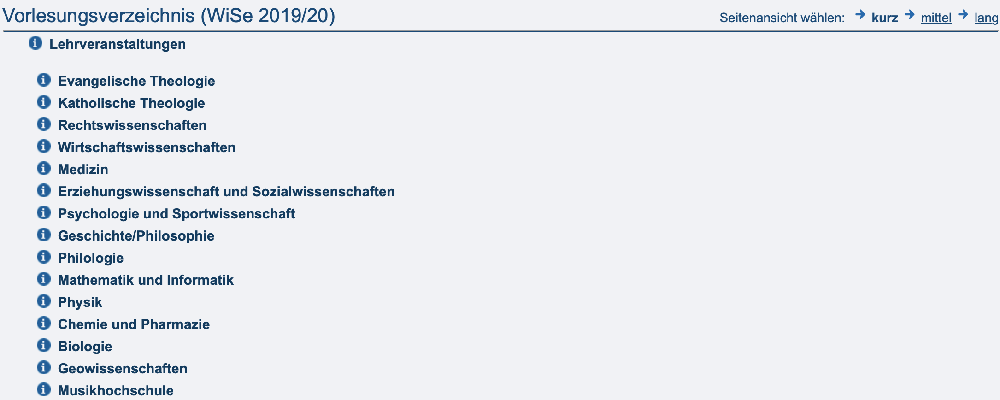 Vorlesungsverzeichnis (WiSe 2019/20)
Seitenansicht wählen: kurz mittel lang
Lehrveranstaltungen
Evangelische Theologie
Katholische Theologie
Rechtswissenschaften
Wirtschaftswissenschaften
Medizin
Erziehungswissenschaft und Sozialwissenschaften
Psychologie und Sportwissenschaft
Geschichte/Philosophie
Philologie
Mathematik und Informatik
Physik
Chemie und Pharmazie
Biologie
Geowissenschaften
Musikhochschule